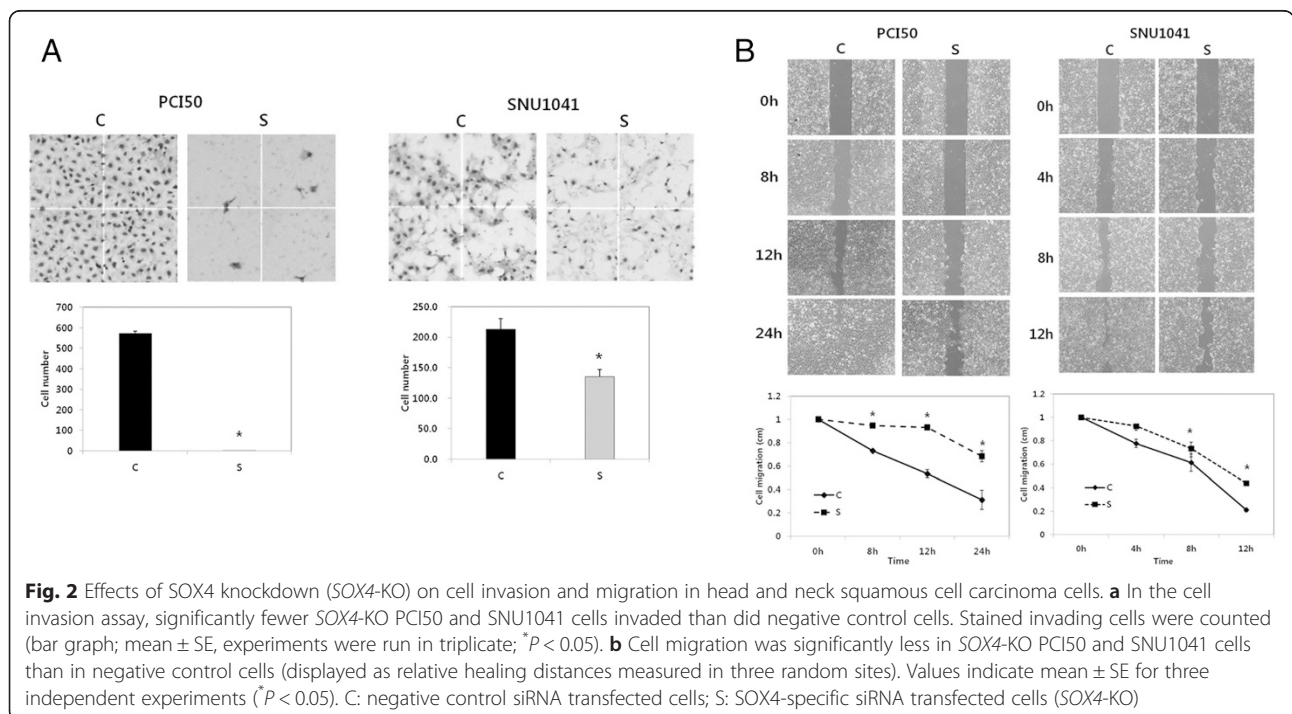 A
PCI50
C
S
SNU1041
C
S
700
600
500
400
300
200
100
0
Cell number
*
C
S
250.0
200.0
150.0
100.0
50.0
0.0
Cell number
*
C
S
B
PCI50
C
S
0h
8h
12h
24h
SNU1041
C
S
0h
4h
8h
12h
1.2
1
0.8
0.6
0.4
0.2
0
Cell migration (cm)
*
*
*
C
S
0h
8h
12h
24h
Time
1.2
1
0.8
0.6
0.4
0.2
0
Cell migration (cm)
*
*
C
S
0h
4h
8h
12h
Time
Fig. 2 Effects of SOX4 knockdown (SOX4-KO) on cell invasion and migration in head and neck squamous cell carcinoma cells. a In the cell
invasion assay, significantly fewer SOX4-KO PCI50 and SNU1041 cells invaded than did negative control cells. Stained invading cells were counted
(bar graph; mean ± SE, experiments were run in triplicate; *P < 0.05). b Cell migration was significantly less in SOX4-KO PCI50 and SNU1041 cells
than in negative control cells (displayed as relative healing distances measured in three random sites). Values indicate mean ± SE for three
independent experiments (*P < 0.05). C: negative control siRNA transfected cells; S: SOX4-specific siRNA transfected cells (SOX4-KO)